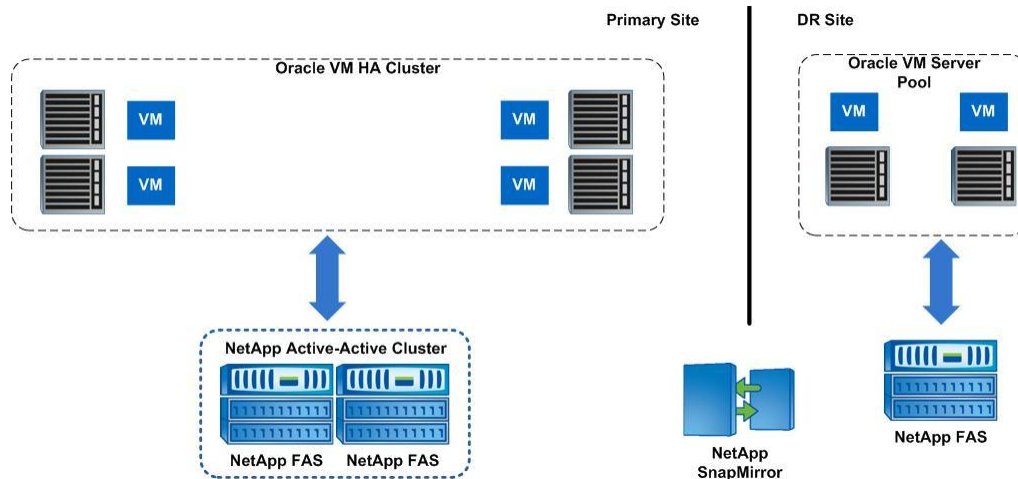 Primary Site
DR Site
Oracle VM HA Cluster
Oracle VM Server
Pool
VM
VM
VM
VM
VM
VM
NetApp Active-Active Cluster
NetApp FAS
NetApp FAS
NetApp
SnapMirror
NetApp FAS